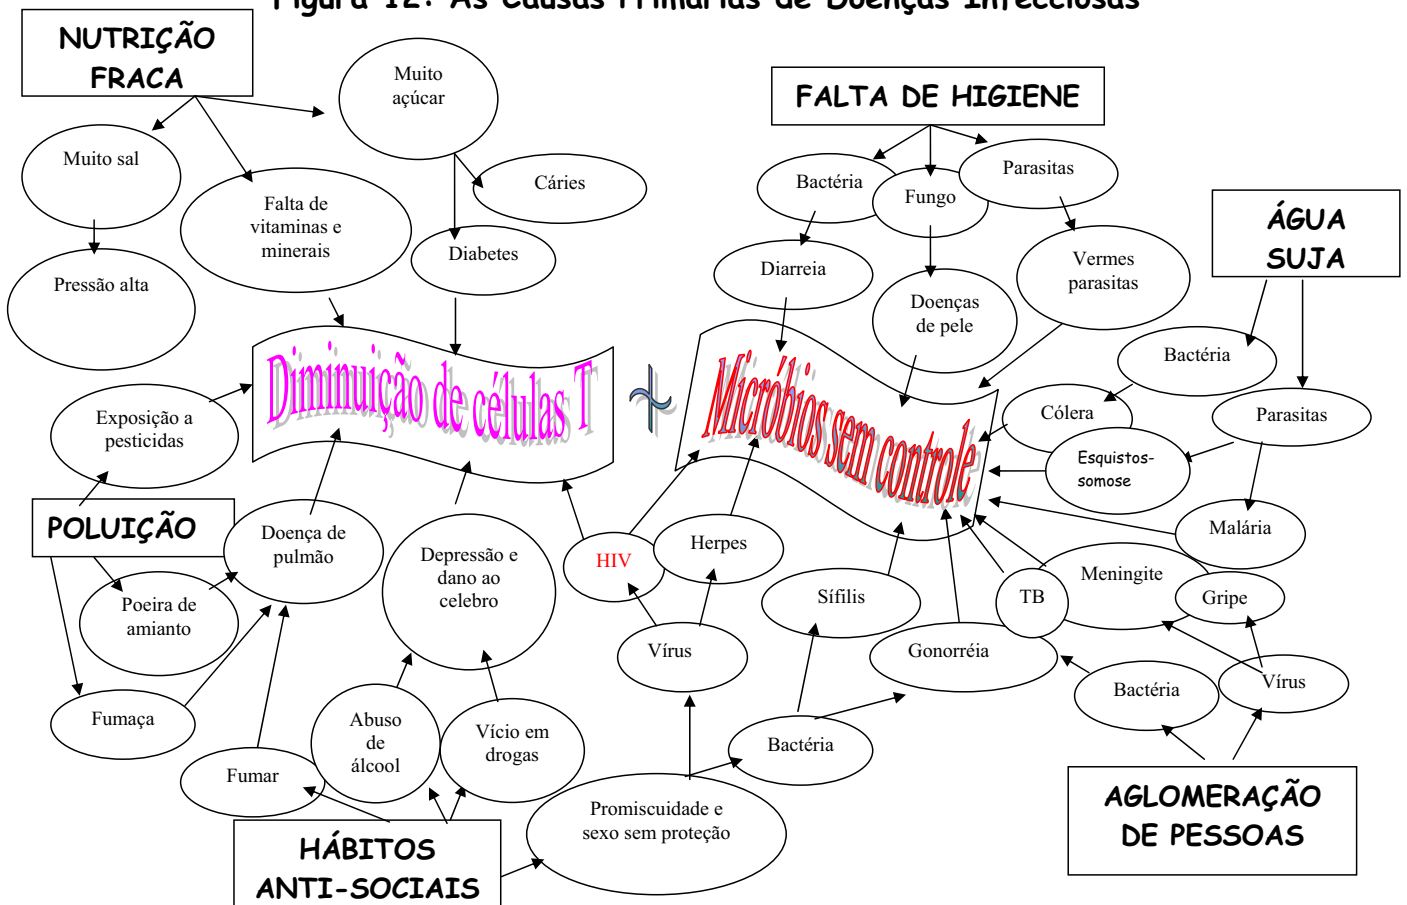 Figura 12: As Causas Primárias de Doenças Infecciosas
NUTRIÇÃO
FRACA
Muito
açúcar
FALTA DE HIGIENE
Muito sal
Cáries
Bactéria
Fungo
Parasitas
Falta de
vitaminas e
minerais
ÁGUA
SUJA
Pressão alta
Diabetes
Diarreia
Doenças
de pele
Vermes
parasitas
Bactéria
Diminuição de células T
+
Micróbios sem controle
Exposição a
pesticidas
Cólera
Parasitas
Esquistos-
somose
POLUIÇÃO
Doença de
pulmão
Depressão e
dano ao
celebro
HIV
Herpes
Malária
Meningite
TB
Gripe
Poeira de
amianto
Sífilis
Vírus
Gonorréia
Bactéria
Vírus
Fumaça
Abuso
de
álcool
Vício em
drogas
Bactéria
Fumar
Promiscuidade e
sexo sem proteção
AGLOMERAÇÃO
DE PESSOAS
HÁBITOS
ANTI-SOCIAIS